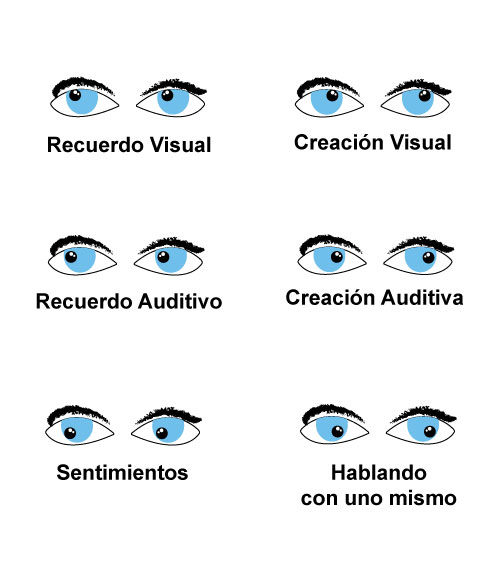 Recuerdo Visual
Creación Visual
Recuerdo Auditivo
Creación Auditiva
Sentimientos
Hablando
con uno mismo